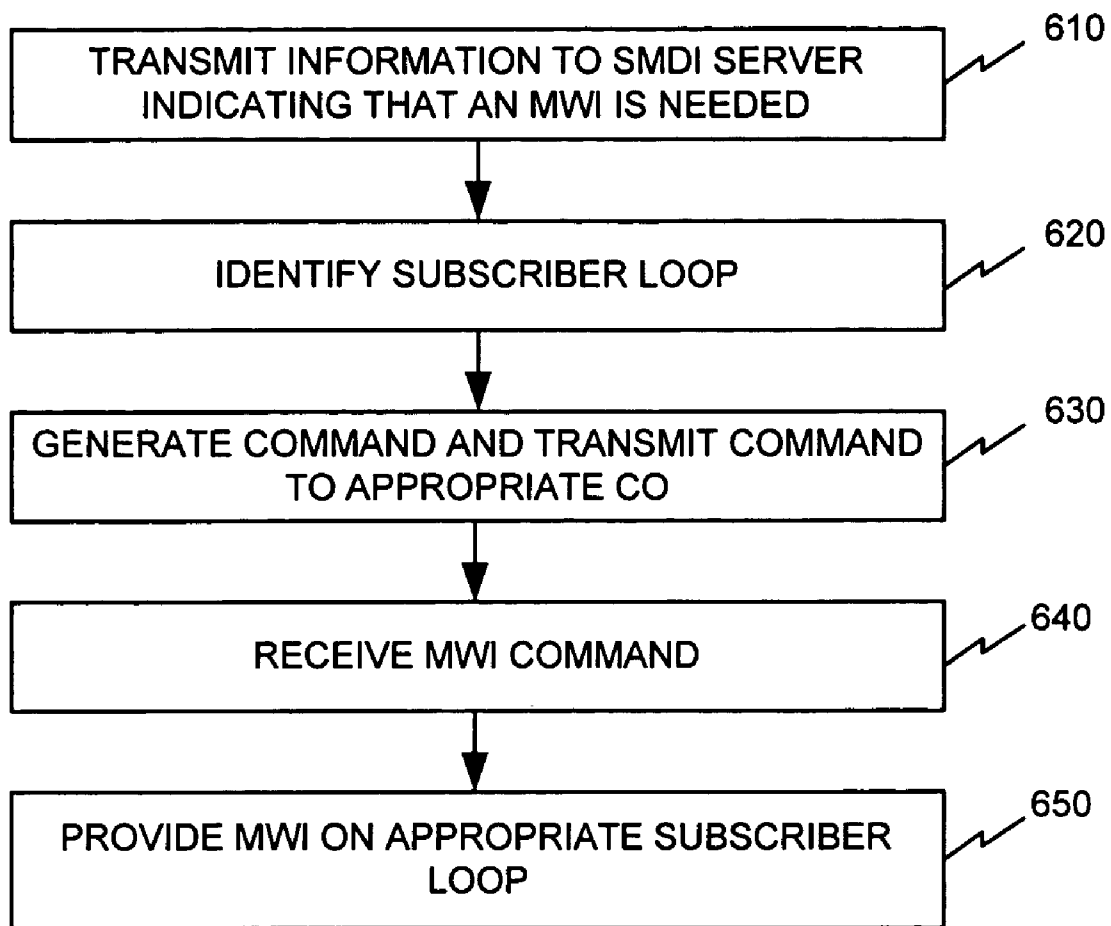 610
TRANSMIT INFORMATION TO SMDI SERVER
INDICATING THAT AN MWI IS NEEDED
620
IDENTIFY SUBSCRIBER LOOP
630
GENERATE COMMAND AND TRANSMIT COMMAND
TO APPROPRIATE CO
640
RECEIVE MWI COMMAND
650
PROVIDE MWI ON APPROPRIATE SUBSCRIBER
LOOP